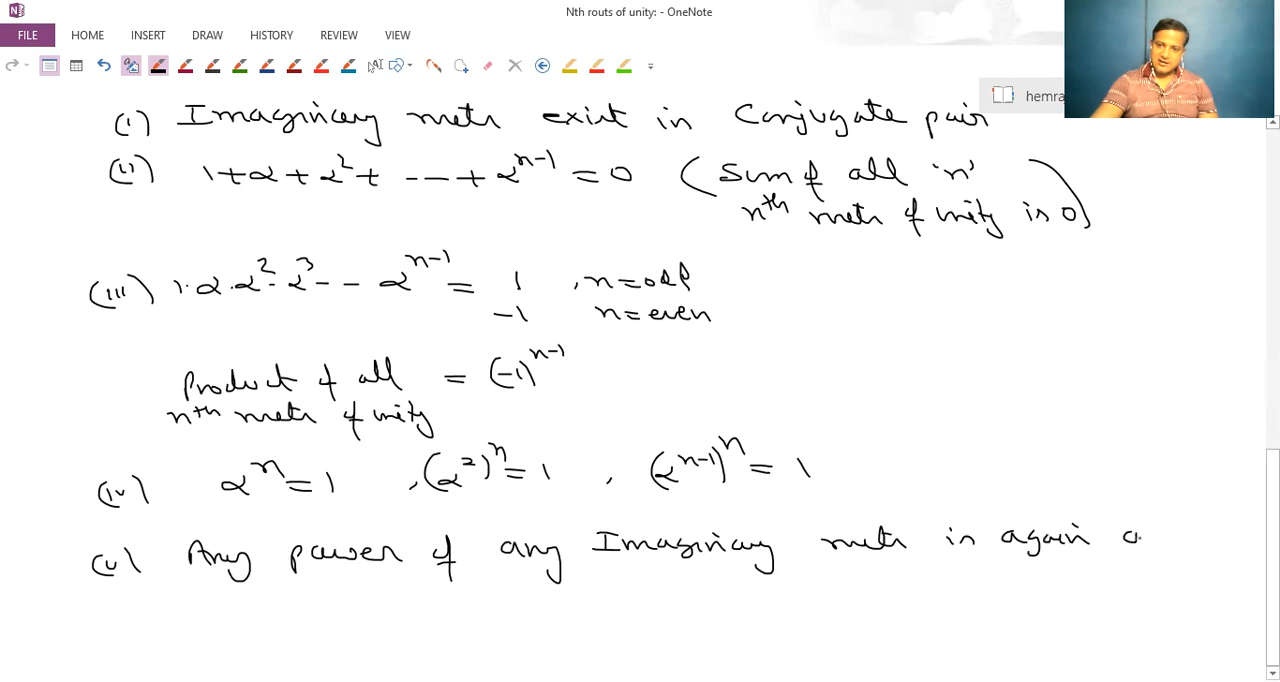 Nth routs of unity: - OneNote
FILE HOME INSERT DRAW HISTORY REVIEW VIEW
hemra
(i) Imaginary roots exist in Conjugate pair
(ii) 1+α+α²+ ---+ α^{n-1} = 0 (Sum of all 'n'
nth roots of unity is 0)
(iii) 1.α.α².α³-- α^{n-1} = 1 , n=odd
-1 n=even
Product of all = (-1)^{n-1}
nth roots of unity
(iv) α^n=1 ,(α²)^n=1 , (α^{n-1})^n=1
(v) Any power of any Imaginary roots is again a